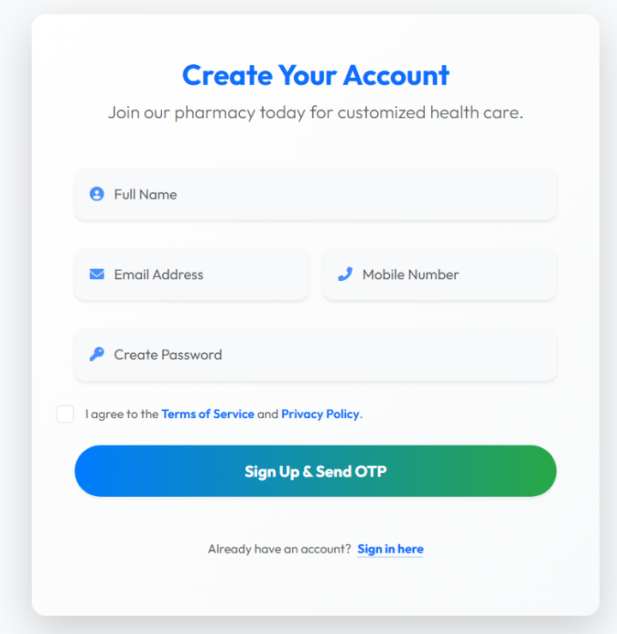 Create Your Account
Join our pharmacy today for customized health care.
Full Name
Email Address
Mobile Number
Create Password
I agree to the Terms of Service and Privacy Policy.
Sign Up & Send OTP
Already have an account? Sign in here